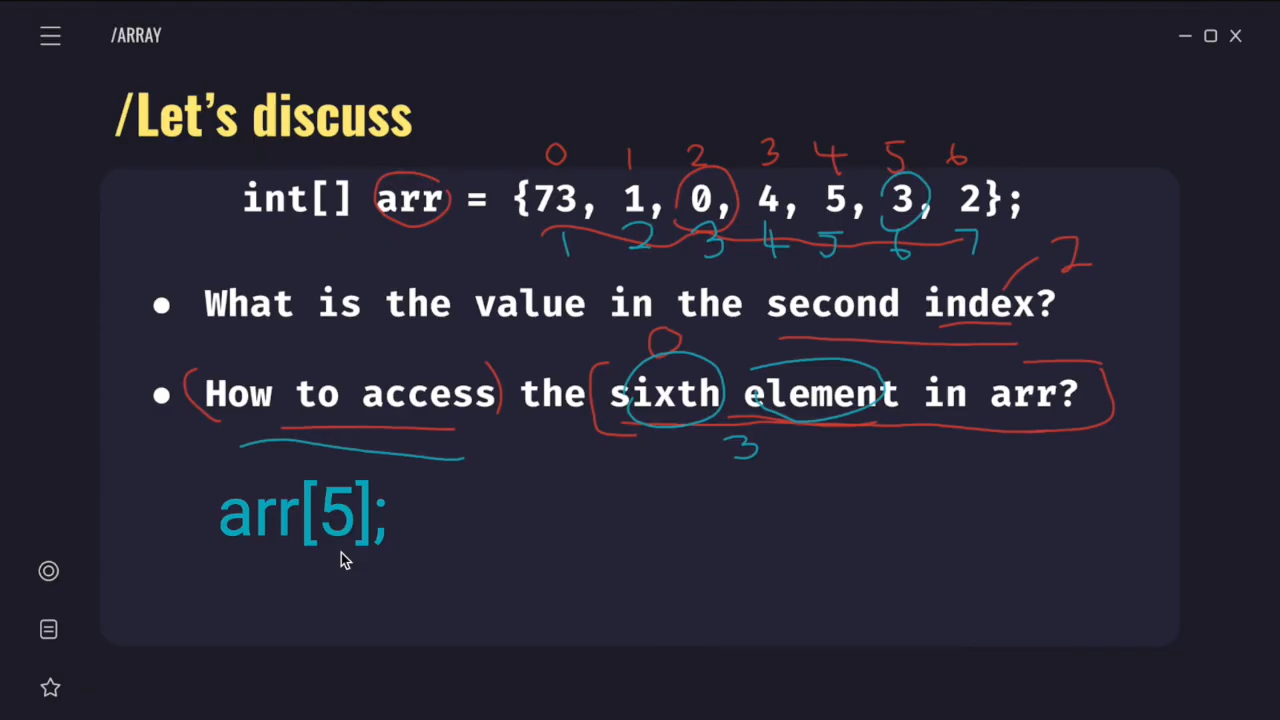 /ARRAY
/Let's discuss
0 1 2 3 4 5 6
int[] arr = {73, 1, 0, 4, 5, 3, 2};
1 2 3 4 5 6 7
2
What is the value in the second index?
0
How to access the sixth element in arr?
3
arr[5];